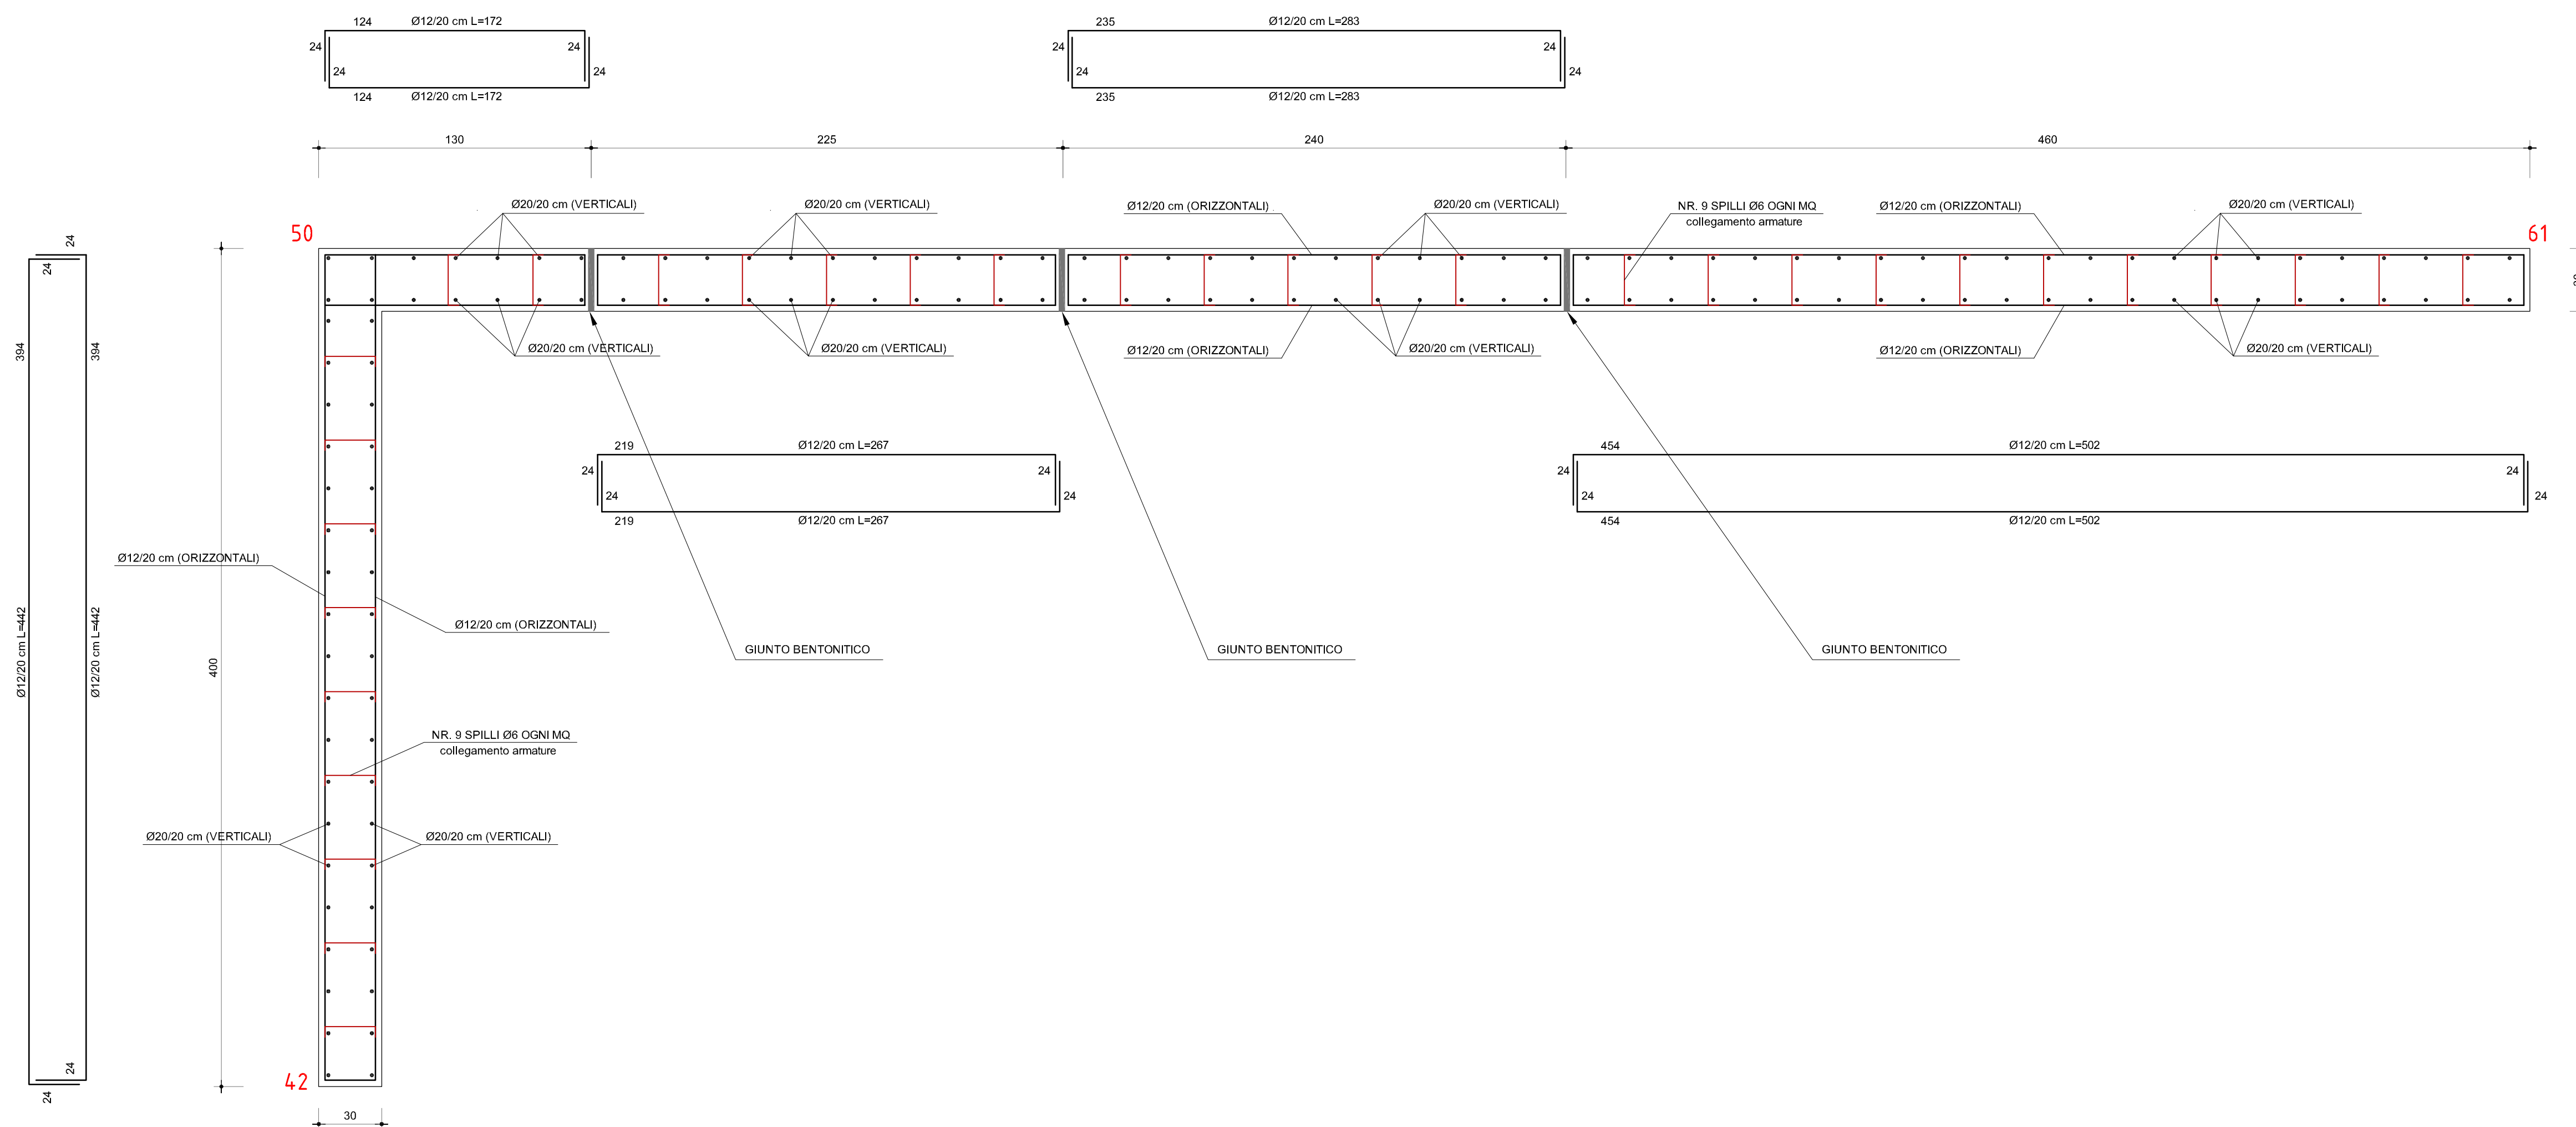 124 Ø12/20 cm L=172
24 24
24 24
124 Ø12/20 cm L=172
235 Ø12/20 cm L=283
24 24
24 24
235 Ø12/20 cm L=283
130 225 240 460
Ø20/20 cm (VERTICALI)
Ø20/20 cm (VERTICALI)
Ø12/20 cm (ORIZZONTALI)
Ø20/20 cm (VERTICALI)
NR. 9 SPILLI Ø6 OGNI MQ
collegamento armature
Ø12/20 cm (ORIZZONTALI)
Ø20/20 cm (VERTICALI)
50
61
Ø20/20 cm (VERTICALI)
Ø20/20 cm (VERTICALI)
Ø12/20 cm (ORIZZONTALI)
Ø20/20 cm (VERTICALI)
Ø12/20 cm (ORIZZONTALI)
Ø20/20 cm (VERTICALI)
24
24
394
394
Ø12/20 cm L=442
Ø12/20 cm L=442
24
24
400
219 Ø12/20 cm L=267
24 24
24 24
219 Ø12/20 cm L=267
454 Ø12/20 cm L=502
24 24
24 24
454 Ø12/20 cm L=502
Ø12/20 cm (ORIZZONTALI)
Ø12/20 cm (ORIZZONTALI)
GIUNTO BENTONITICO
GIUNTO BENTONITICO
GIUNTO BENTONITICO
NR. 9 SPILLI Ø6 OGNI MQ
collegamento armature
Ø20/20 cm (VERTICALI)
Ø20/20 cm (VERTICALI)
42
30